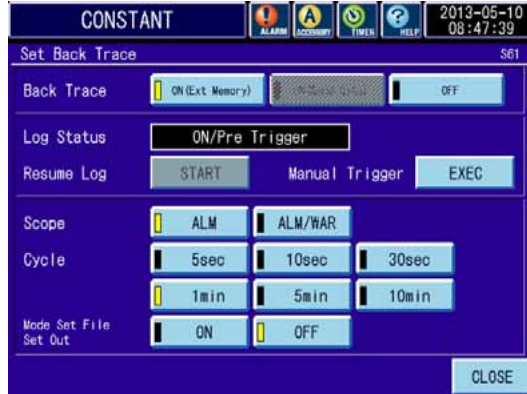 CONSTANT
ALARM
ACCESSORY
TIMER
HELP
2013-05-10
08:47:39
Set Back Trace
S61
Back Trace
ON(Ext Memory)
OFF
Log Status
ON/Pre Trigger
Resume Log
START
Manual Trigger
EXEC
Scope
ALM
ALM/WAR
Cycle
5sec
10sec
30sec
1min
5min
10min
Mode Set File
Set Out
ON
OFF
CLOSE